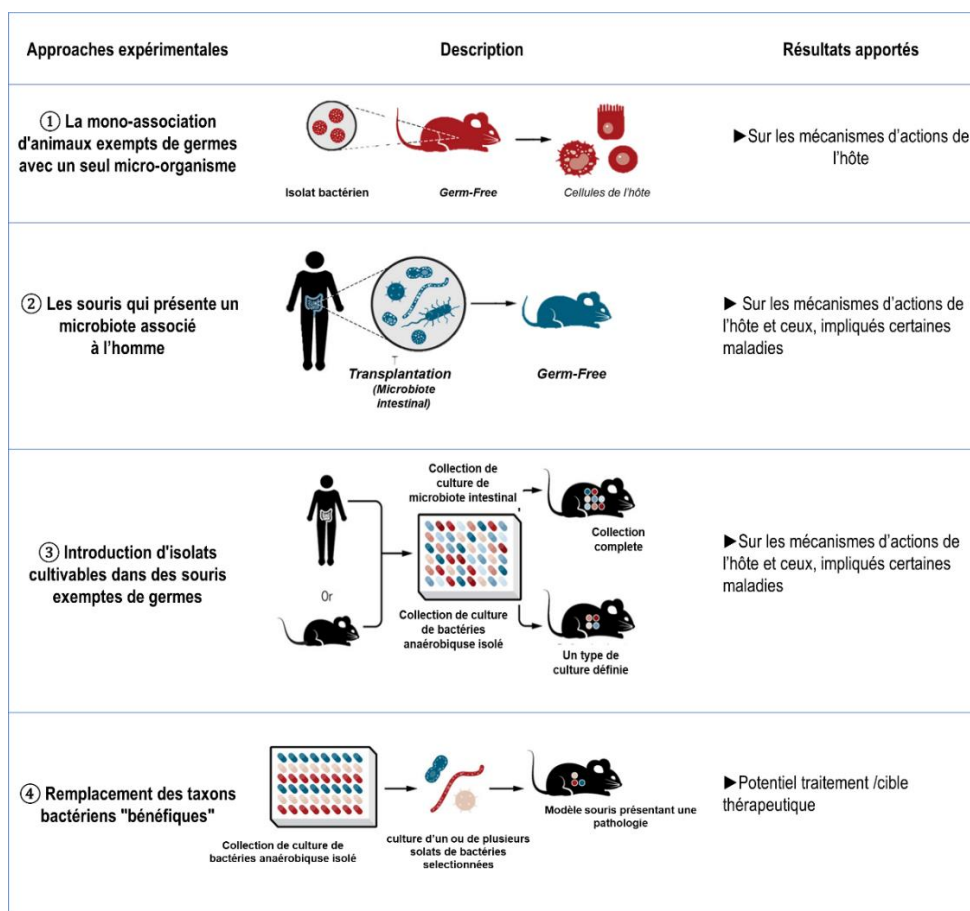 Approches expérimentales
Description
Résultats apportés
① La mono-association
d'animaux exempts de germes
avec un seul micro-organisme
Isolat bactérien
Germ-Free
Cellules de l'hôte
►Sur les mécanismes d'actions de
l'hôte
② Les souris qui présente un
microbiote associé
à l'homme
Transplantation
(Microbiote
intestinal)
Germ-Free
► Sur les mécanismes d'actions de
l'hôte et ceux, impliqués certaines
maladies
③ Introduction d'isolats
cultivables dans des souris
exemptes de germes
Or
Collection de
culture de
microbiote intestinal
Collection de culture
de bactéries
anaérobiquse isolé
Collection
complete
Un type de
culture définie
►Sur les mécanismes d'actions de
l'hôte et ceux, impliqués certaines
maladies
④ Remplacement des taxons
bactériens "bénéfiques"
Collection de culture de
bactéries anaérobiquse isolé
culture d'un ou de plusieurs
solats de bactéries
selectionnées
Modèle souris présentant une
pathologie
►Potentiel traitement /cible
thérapeutique